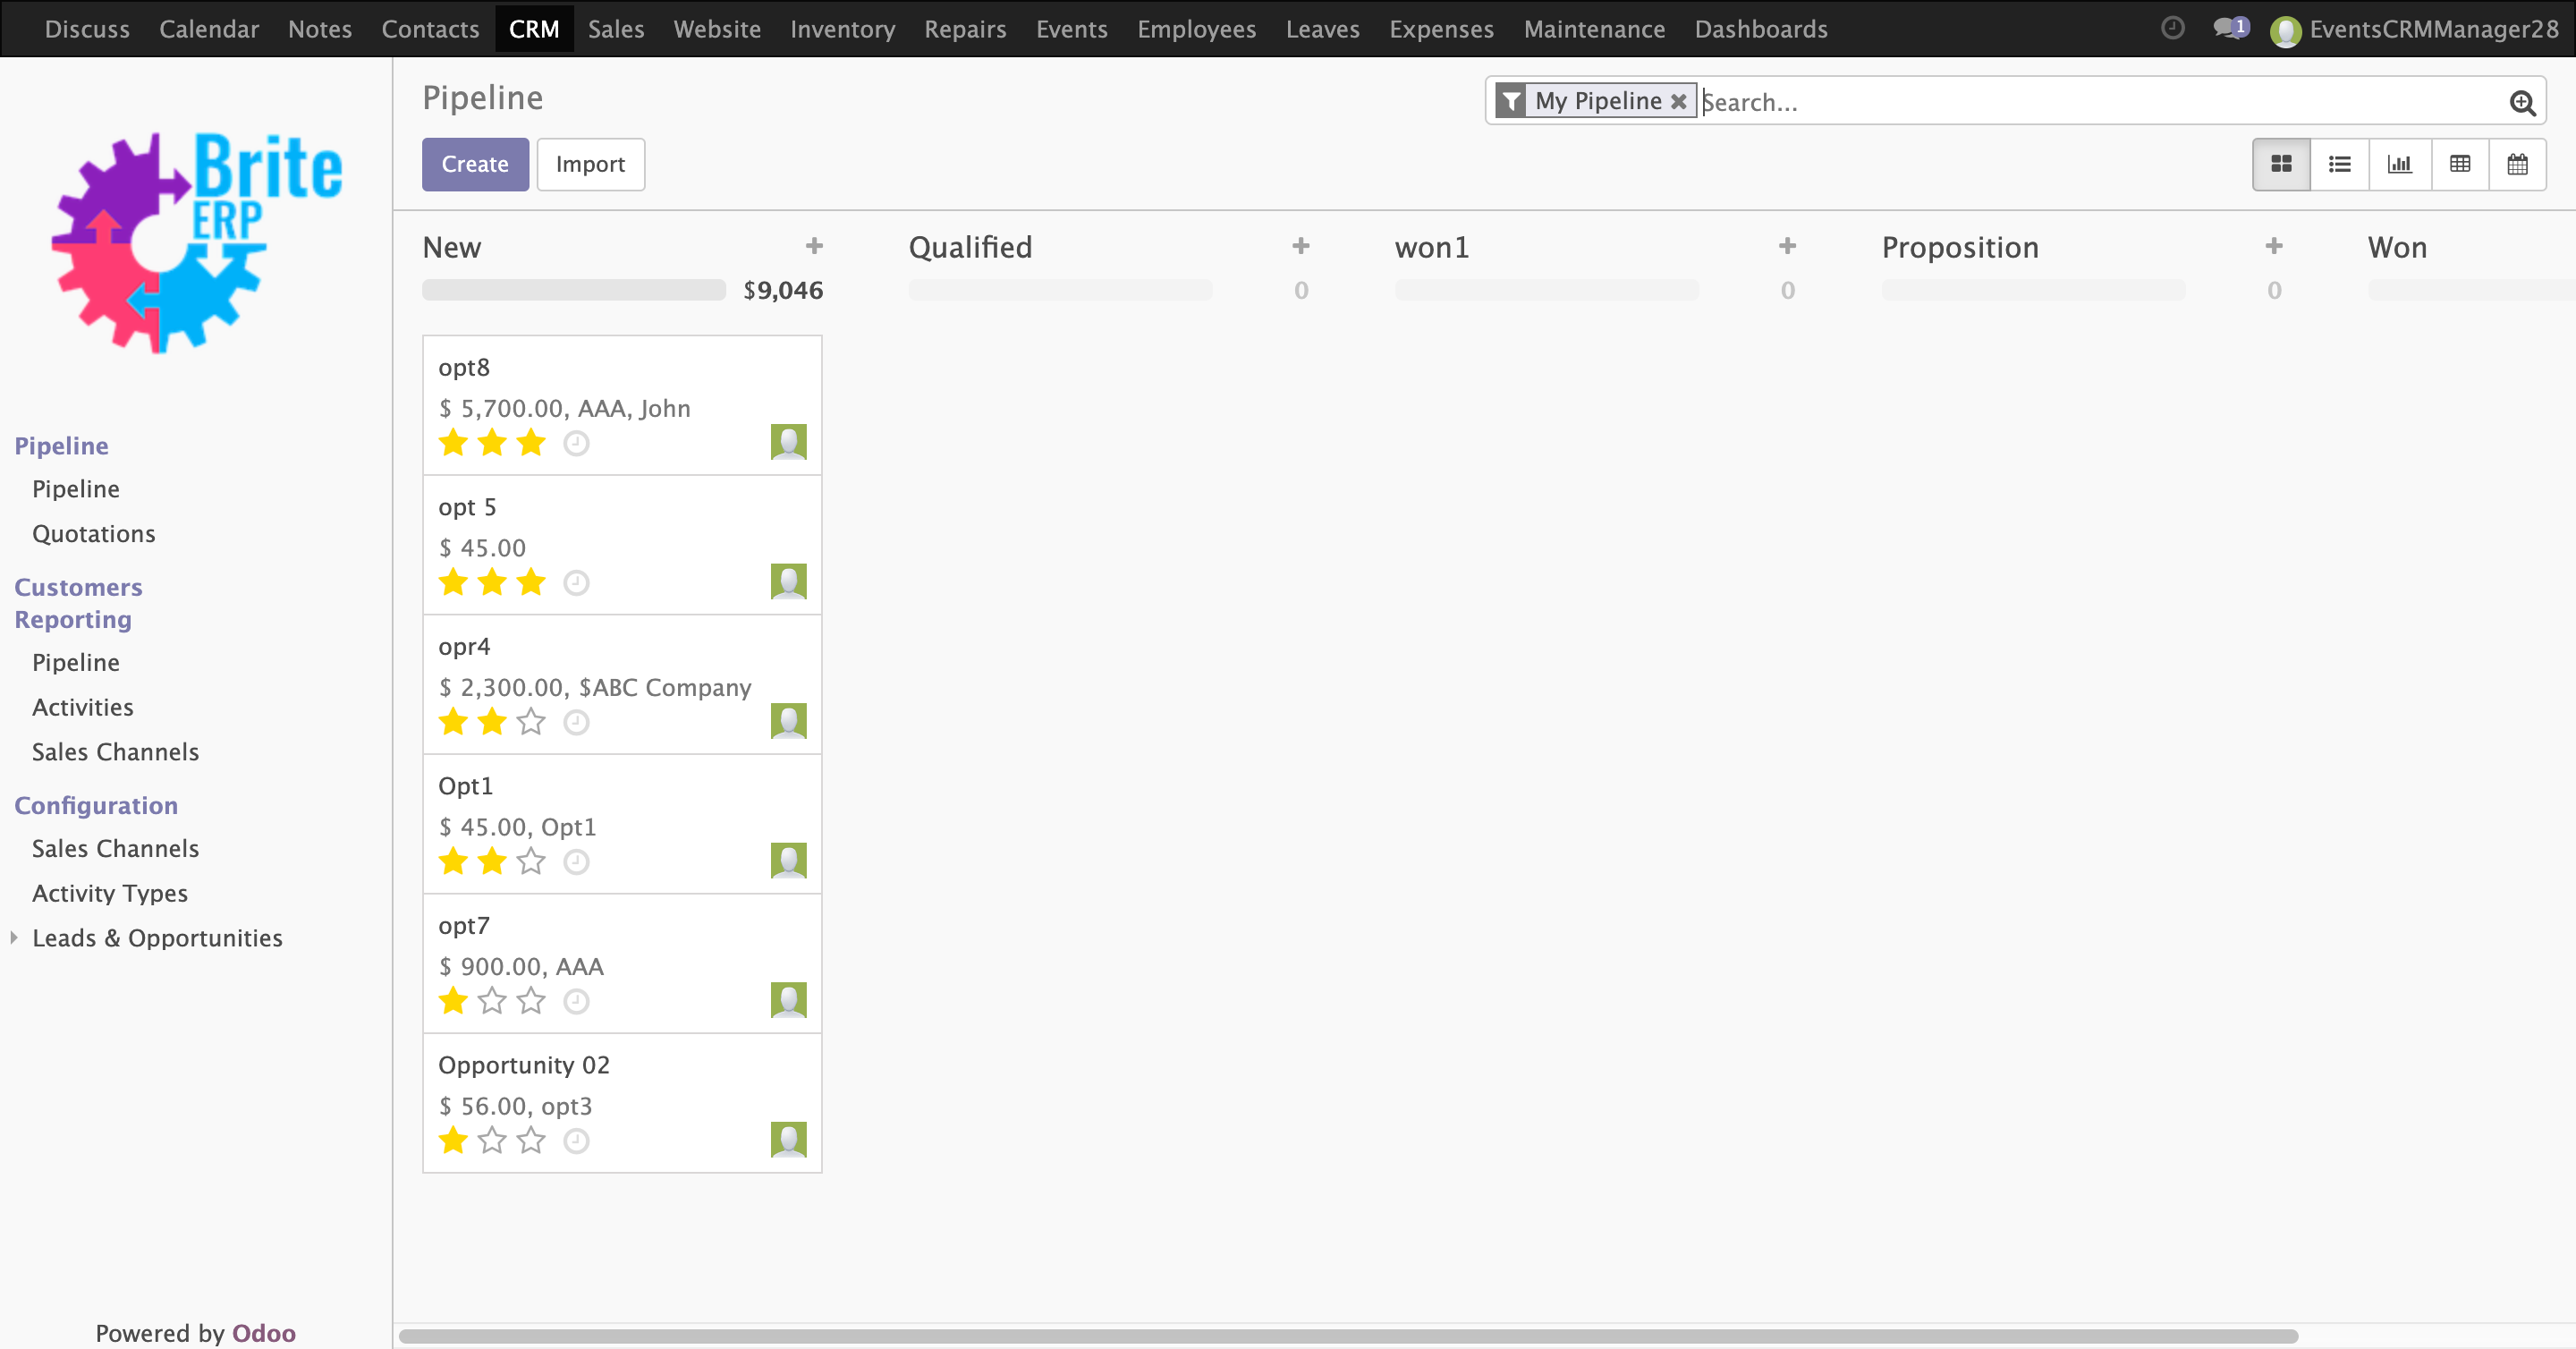 Discuss Calendar Notes Contacts CRM Sales Website Inventory Repairs Events Employees Leaves Expenses Maintenance Dashboards 1 EventsCRMManager28
Brite
ERP
Pipeline
Pipeline
Quotations
Customers
Reporting
Pipeline
Activities
Sales Channels
Configuration
Sales Channels
Activity Types
Leads & Opportunities
Powered by Odoo
Pipeline
My Pipeline Search...
Create Import
New Qualified won1 Proposition Won
$9,046 0 0 0
opt8
$ 5,700.00, AAA, John
opt 5
$ 45.00
opr4
$ 2,300.00, $ABC Company
Opt1
$ 45.00, Opt1
opt7
$ 900.00, AAA
Opportunity 02
$ 56.00, opt3